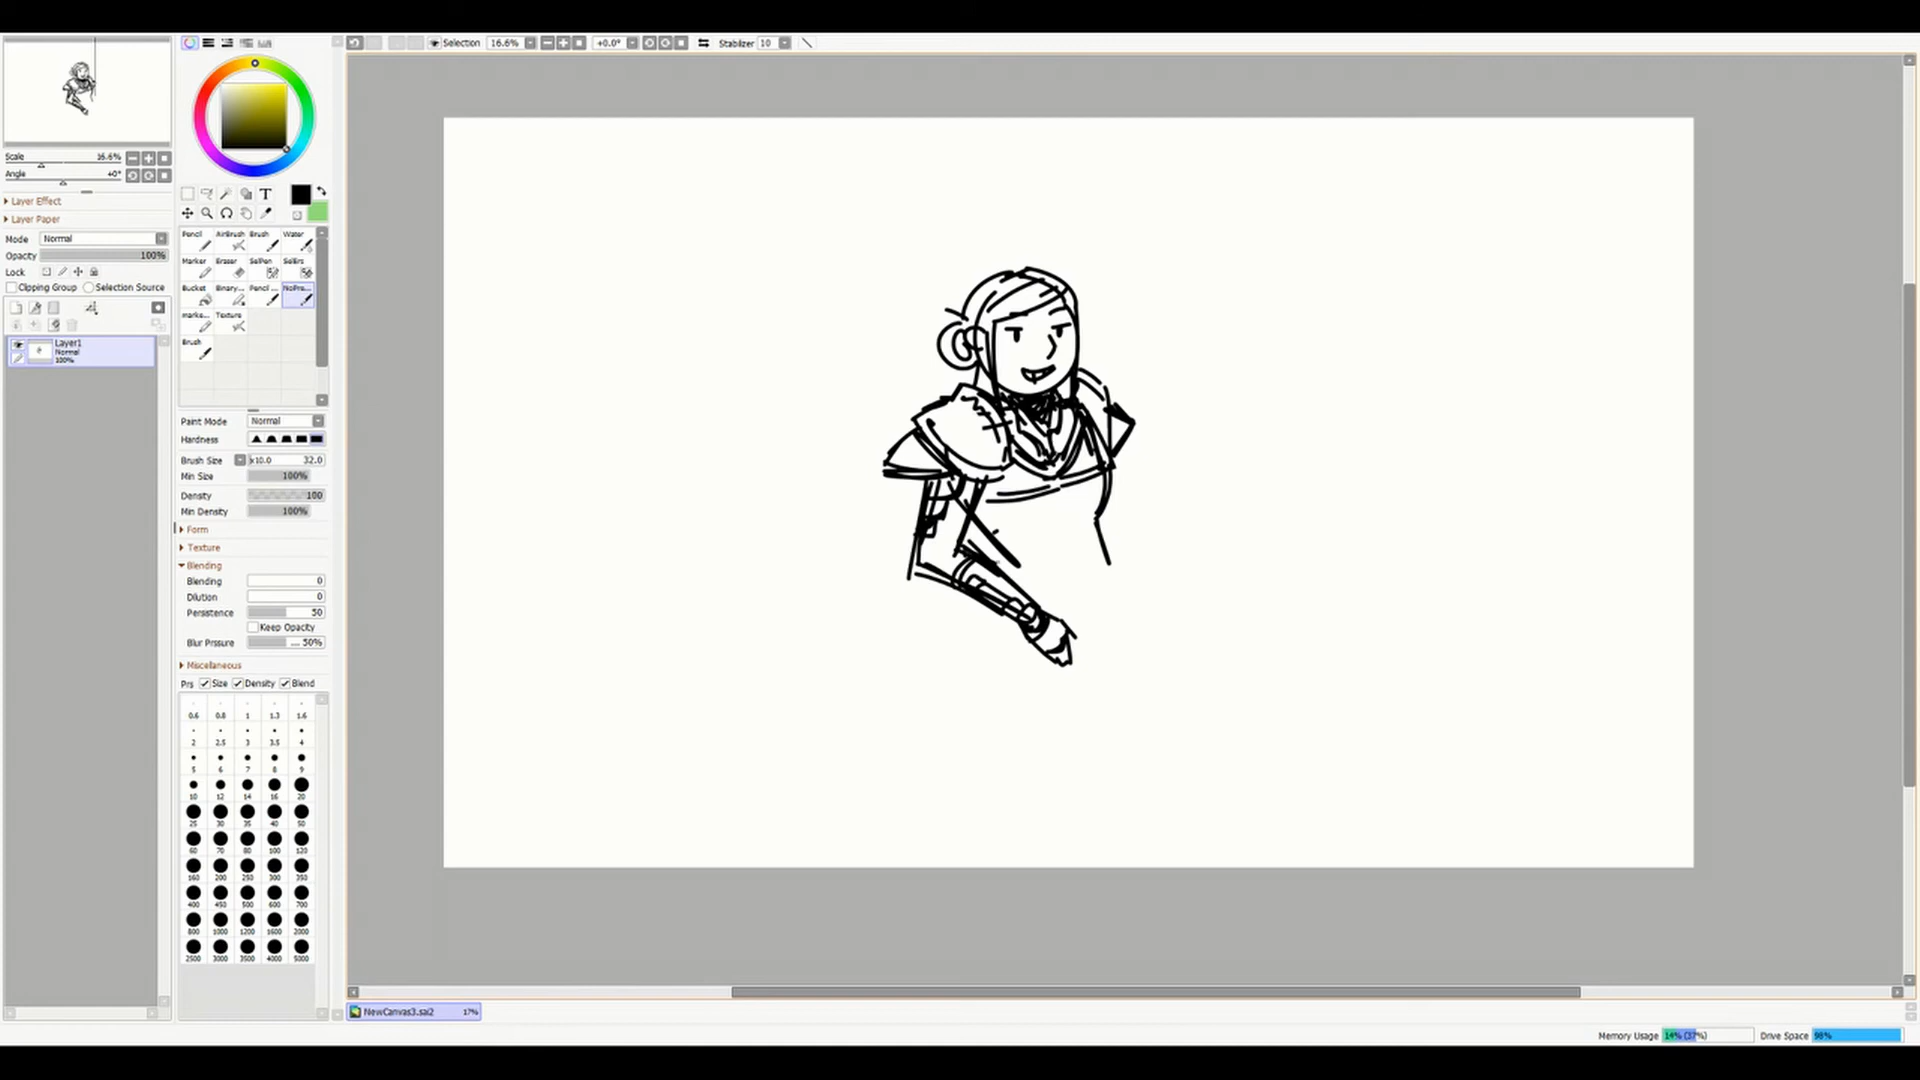 Selection 16.6% +0.0° Stabilizer 10
Scale 16.6%
Angle +0°
Layer Effect
Layer Paper
Mode Normal
Opacity 100%
Lock
Clipping Group Selection Source
Layer1
Normal
100%
T
Pencil AirBrush Brush Water
Marker Eraser SelPen SelErs
Bucket Binary... Pencil ... NoPre...
marke... Texture
Brush
Paint Mode Normal
Hardness
Brush Size x10.0 32.0
Min Size 100%
Density 100
Min Density 100%
Form
Texture
Blending
Blending 0
Dilution 0
Persistence 50
Keep Opacity
Blur Prssure ... 50%
Miscellaneous
Prs Size Density Blend
0.6 0.8 1 1.3 1.6
2 2.5 3 3.5 4
5 6 7 8 9
10 12 14 16 20
25 30 35 40 50
60 70 80 100 120
160 200 250 300 350
400 450 500 600 700
800 1000 1200 1600 2000
2500 3000 3500 4000 5000
NewCanvas3.sai2 17%
Memory Usage 14% (37%) Drive Space 98%